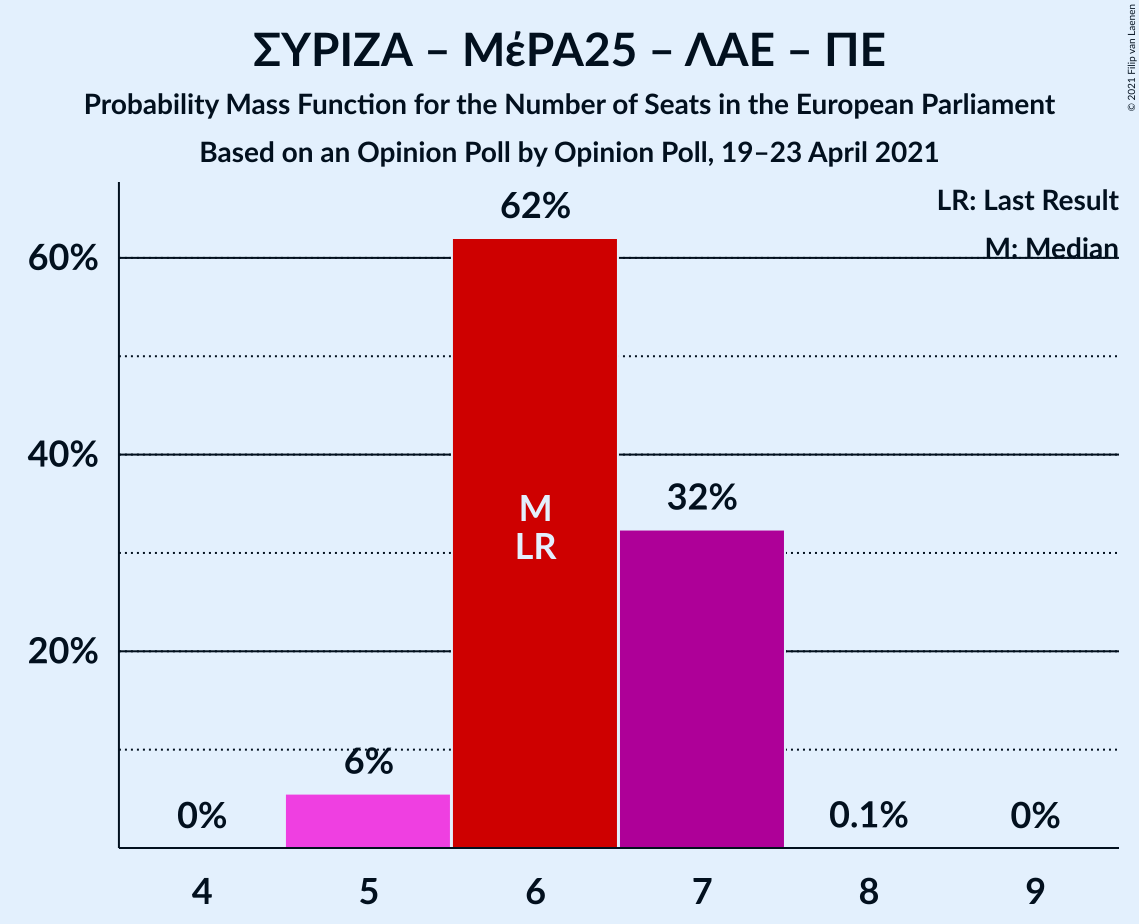 ΣΥΡΙΖΑ – ΜέΡΑ25 – ΛΑΕ – ΠΕ
Probability Mass Function for the Number of Seats in the European Parliament
Based on an Opinion Poll by Opinion Poll, 19–23 April 2021
© 2021 Filip van Laenen
LR: Last Result
M: Median
60%
40%
20%
0%
6%
62%
M
LR
32%
0.1%
0%
4 5 6 7 8 9